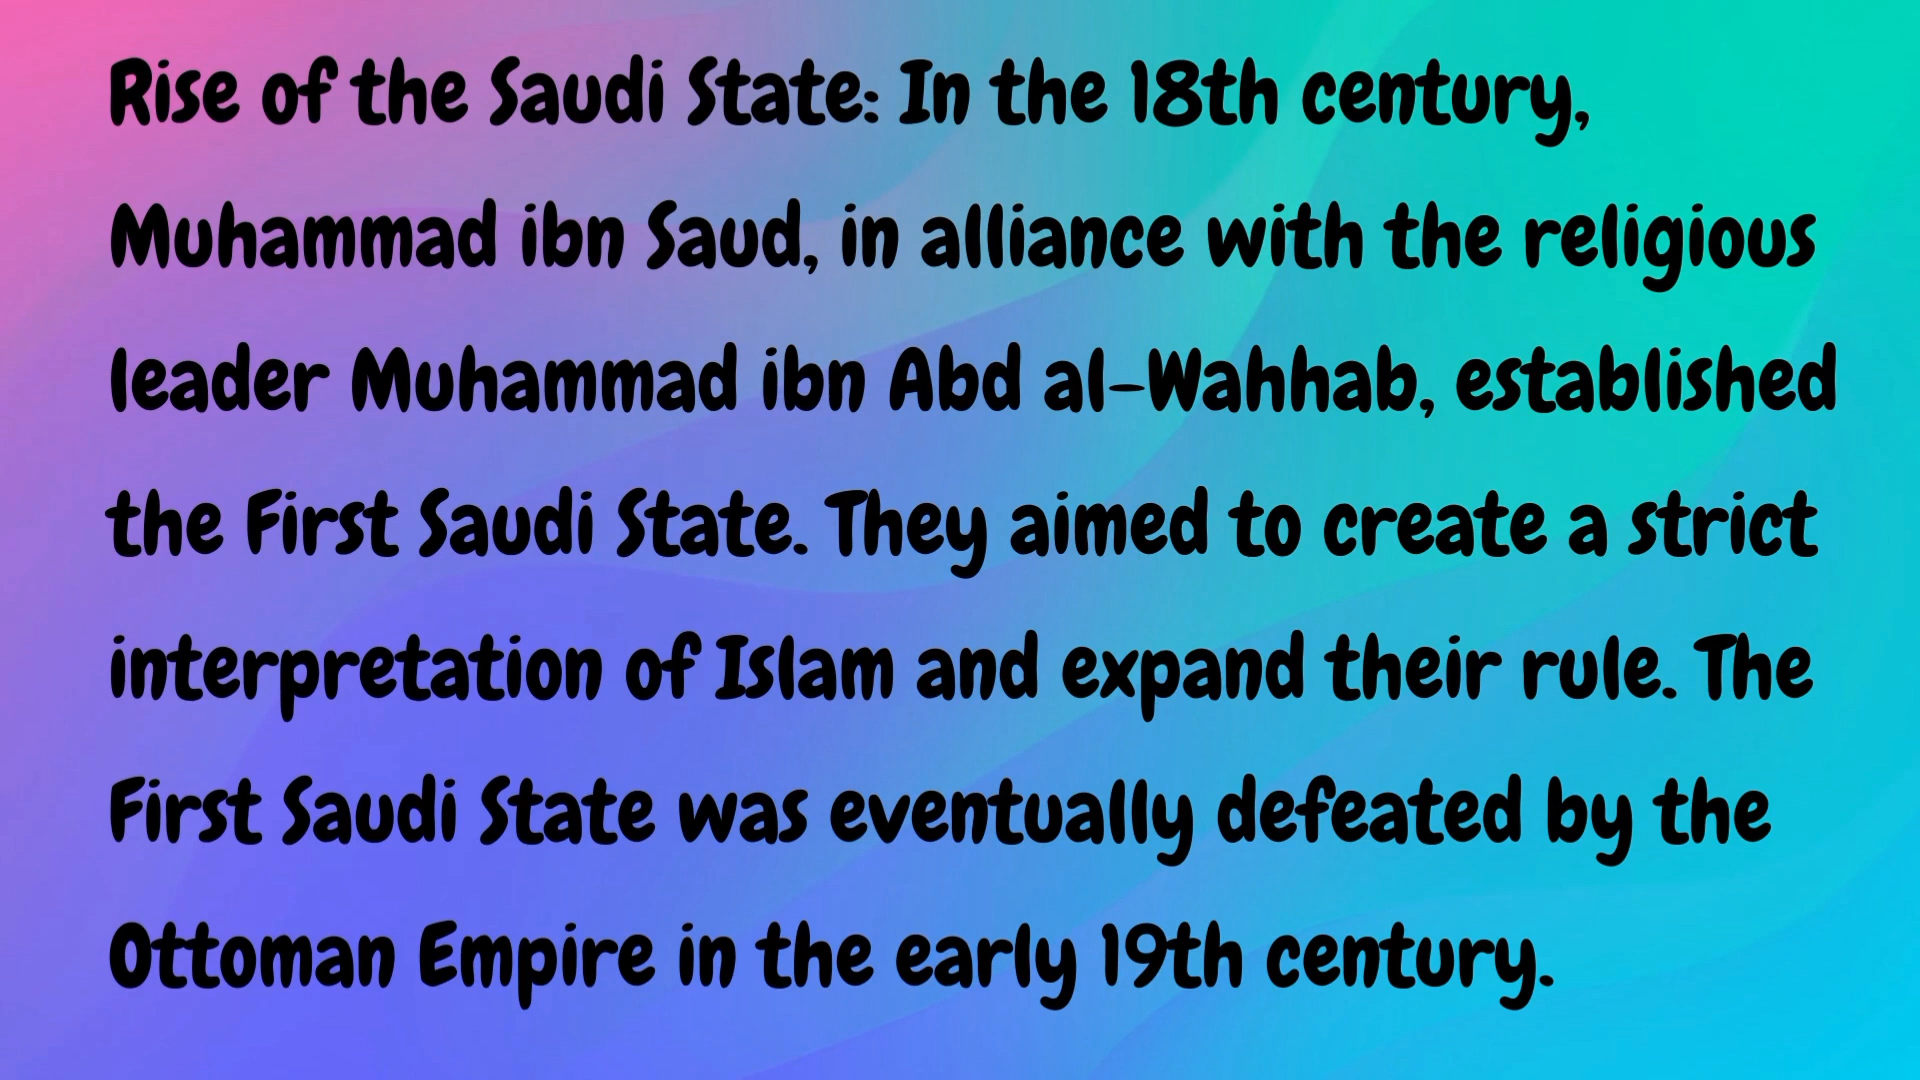 Rise of the Saudi State: In the 18th century,
Muhammad ibn Saud, in alliance with the religious
leader Muhammad ibn Abd al-Wahhab, established
the First Saudi State. They aimed to create a strict
interpretation of Islam and expand their rule. The
First Saudi State was eventually defeated by the
Ottoman Empire in the early 19th century.